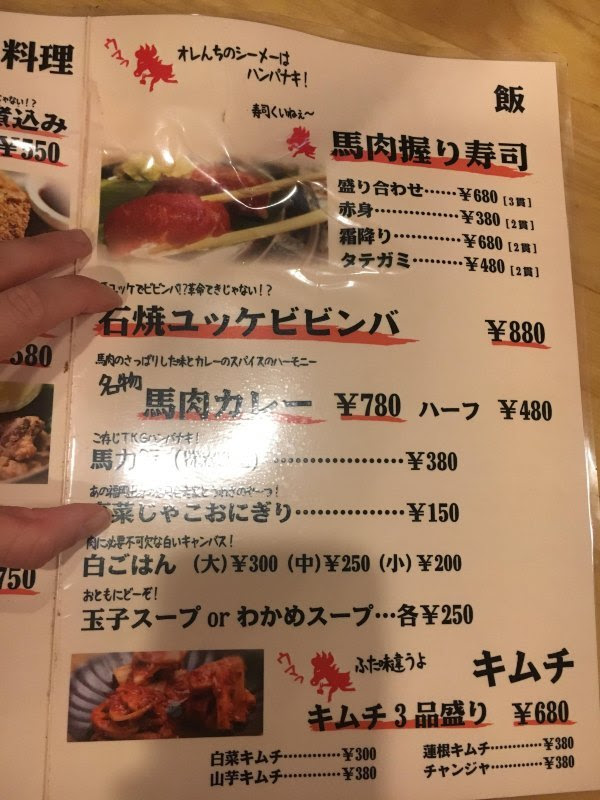 料理
煮込み
¥550
380
750
ウマッ
オレんちのシーメーは
ハンパナキ!
飯
寿司くいねぇ〜
馬肉握り寿司
盛り合わせ……¥680 [3貫]
赤身…………¥380 [2貫]
霜降り…………¥680 [2貫]
タテガミ………¥480 [2貫]
ユッケでビビンバ!?革命てきじゃない!?
石焼ユッケビビンバ ¥880
馬肉のさっぱりした味とカレーのスパイスのハーモニー
名物 馬肉カレー ¥780 ハーフ ¥480
ご存じTKGハンパナキ!
馬力 ………………¥380
あの福岡
菜じゃこおにぎり……………¥150
肉に必要不可欠な白いキャンバス!
白ごはん (大)¥300 (中)¥250 (小)¥200
おともにどーぞ!
玉子スープ or わかめスープ…各¥250
ウマッ
ふた味違うよ
キムチ
キムチ3品盛り ¥680
白菜キムチ…………¥300
山芋キムチ…………¥380
蓮根キムチ…………¥380
チャンジャ…………¥380